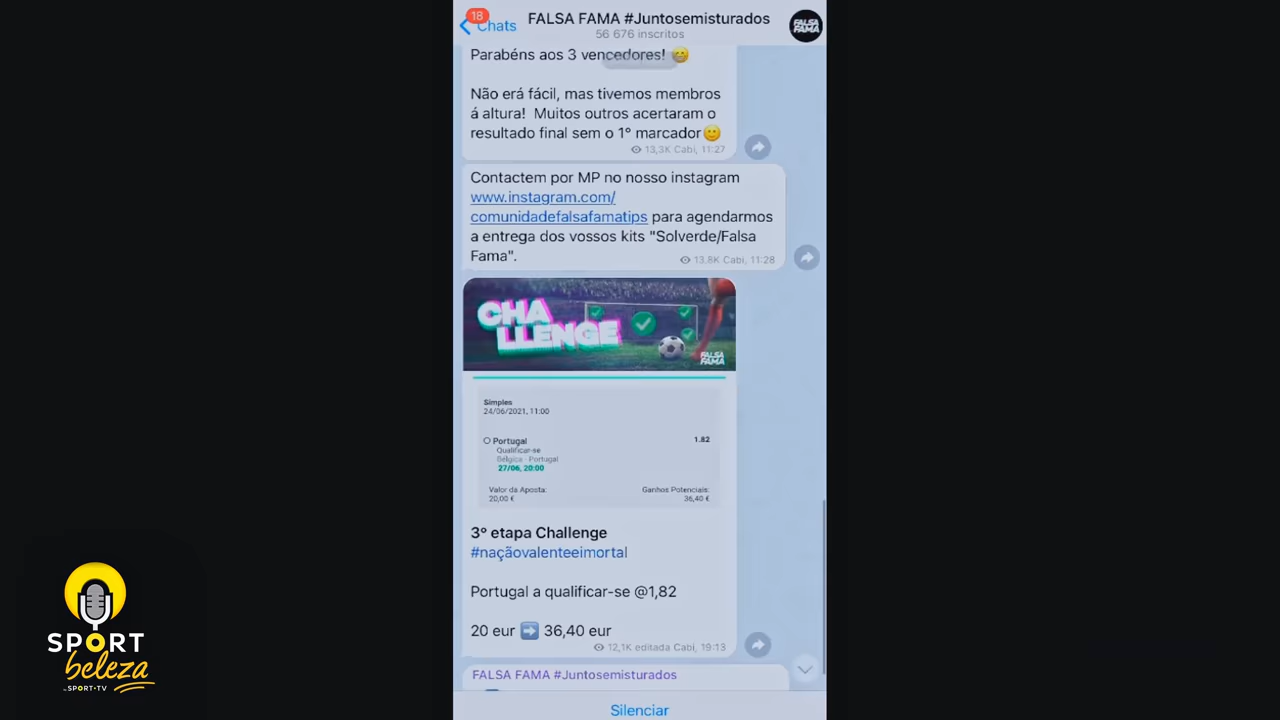 18
Chats
FALSA FAMA #Juntosemisturados
56 676 inscritos
FALSA
FAMA
Parabéns aos 3 vencedores! 😁
Não erá fácil, mas tivemos membros
á altura!  Muitos outros acertaram o
resultado final sem o 1º marcador🙂
13,3K Cabi, 11:27
Contactem por MP no nosso instagram
www.instagram.com/
comunidadefalsafamatips para agendarmos
a entrega dos vossos kits "Solverde/Falsa
Fama".
13,8K Cabi, 11:28
CHA
LLENGE
FALSA
FAMA
Simples
24/06/2021, 11:00
Portugal 1.82
Qualificar-se
Bélgica - Portugal
27/06, 20:00
Valor da Aposta: Ganhos Potenciais:
20,00 € 36,40 €
3º etapa Challenge
#naçãovalenteeimortal
Portugal a qualificar-se @1,82
20 eur ➡️ 36,40 eur
12,1K editada Cabi, 19:13
FALSA FAMA #Juntosemisturados
Silenciar
SPORT
beleza
by SPORT•TV